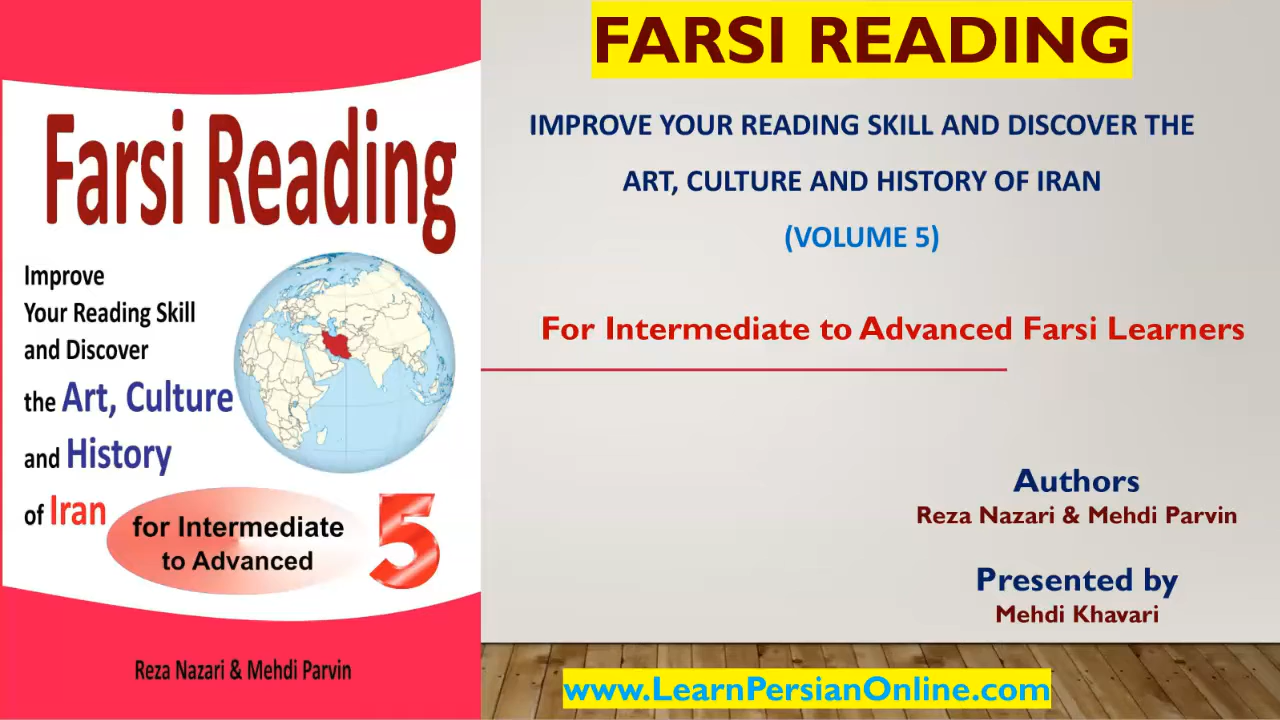 Farsi Reading
Improve
Your Reading Skill
and Discover
the Art, Culture
and History
of Iran
for Intermediate
to Advanced
5
Reza Nazari & Mehdi Parvin
FARSI READING
IMPROVE YOUR READING SKILL AND DISCOVER THE
ART, CULTURE AND HISTORY OF IRAN
(VOLUME 5)
For Intermediate to Advanced Farsi Learners
Authors
Reza Nazari & Mehdi Parvin
Presented by
Mehdi Khavari
www.LearnPersianOnline.com